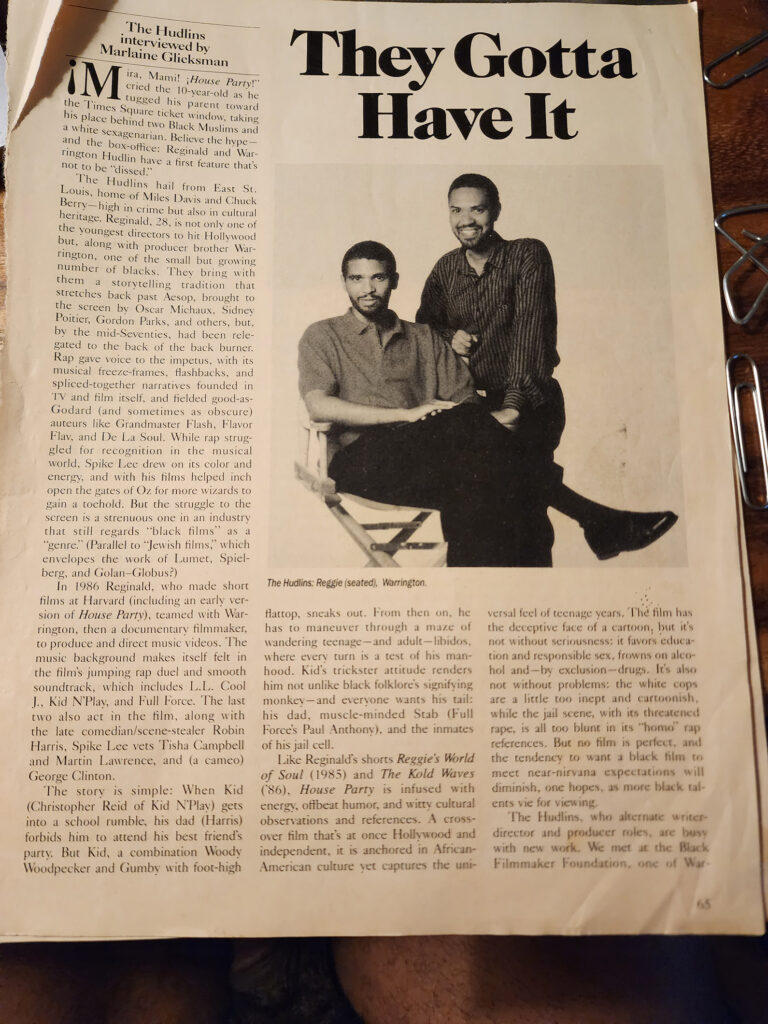 The Hudlins
interviewed by
Marlaine Glicksman
They Gotta
Have It
¡Mira, Mami! ¡House Party!"
cried the 10-year-old as he
tugged his parent toward
the Times Square ticket window, taking
his place behind two Black Muslims and
a white sexagenarian. Believe the hype—
and the box-office: Reginald and War-
rington Hudlin have a first feature that's
not to be "dissed."
The Hudlins hail from East St.
Louis, home of Miles Davis and Chuck
Berry—high in crime but also in cultural
heritage. Reginald, 28, is not only one of
the youngest directors to hit Hollywood
but, along with producer brother War-
rington, one of the small but growing
number of blacks. They bring with
them a storytelling tradition that
stretches back past Aesop, brought to
the screen by Oscar Michaux, Sidney
Poitier, Gordon Parks, and others, but,
by the mid-Seventies, had been rele-
gated to the back of the back burner.
Rap gave voice to the impetus, with its
musical freeze-frames, flashbacks, and
spliced-together narratives founded in
TV and film itself, and fielded good-as-
Godard (and sometimes as obscure)
auteurs like Grandmaster Flash, Flavor
Flav, and De La Soul. While rap strug-
gled for recognition in the musical
world, Spike Lee drew on its color and
energy, and with his films helped inch
open the gates of Oz for more wizards to
gain a toehold. But the struggle to the
screen is a strenuous one in an industry
that still regards "black films" as a
"genre." (Parallel to "Jewish films," which
envelopes the work of Lumet, Spiel-
berg, and Golan–Globus?)
In 1986 Reginald, who made short
films at Harvard (including an early ver-
sion of House Party), teamed with War-
rington, then a documentary filmmaker,
to produce and direct music videos. The
music background makes itself felt in
the film's jumping rap duel and smooth
soundtrack, which includes L.L. Cool
J., Kid N'Play, and Full Force. The last
two also act in the film, along with
the late comedian/scene-stealer Robin
Harris, Spike Lee vets Tisha Campbell
and Martin Lawrence, and (a cameo)
George Clinton.
The story is simple: When Kid
(Christopher Reid of Kid N'Play) gets
into a school rumble, his dad (Harris)
forbids him to attend his best friend's
party. But Kid, a combination Woody
Woodpecker and Gumby with foot-high
The Hudlins: Reggie (seated), Warrington.
flattop, sneaks out. From then on, he
has to maneuver through a maze of
wandering teenage—and adult—libidos,
where every turn is a test of his man-
hood. Kid's trickster attitude renders
him not unlike black folklore's signifying
monkey—and everyone wants his tail:
his dad, muscle-minded Stab (Full
Force's Paul Anthony), and the inmates
of his jail cell.
Like Reginald's shorts Reggie's World
of Soul (1985) and The Kold Waves
('86), House Party is infused with
energy, offbeat humor, and witty cultural
observations and references. A cross-
over film that's at once Hollywood and
independent, it is anchored in African-
American culture yet captures the uni-
versal feel of teenage years. The film has
the deceptive face of a cartoon, but it's
not without seriousness: it favors educa-
tion and responsible sex, frowns on alco-
hol and—by exclusion—drugs. It's also
not without problems: the white cops
are a little too inept and cartoonish,
while the jail scene, with its threatened
rape, is all too blunt in its "homo" rap
references. But no film is perfect, and
the tendency to want a black film to
meet near-nirvana expectations will
diminish, one hopes, as more black tal-
ents vie for viewing.
The Hudlins, who alternate writer-
director and producer roles, are busy
with new work. We met at the Black
Filmmaker Foundation, one of War-
65